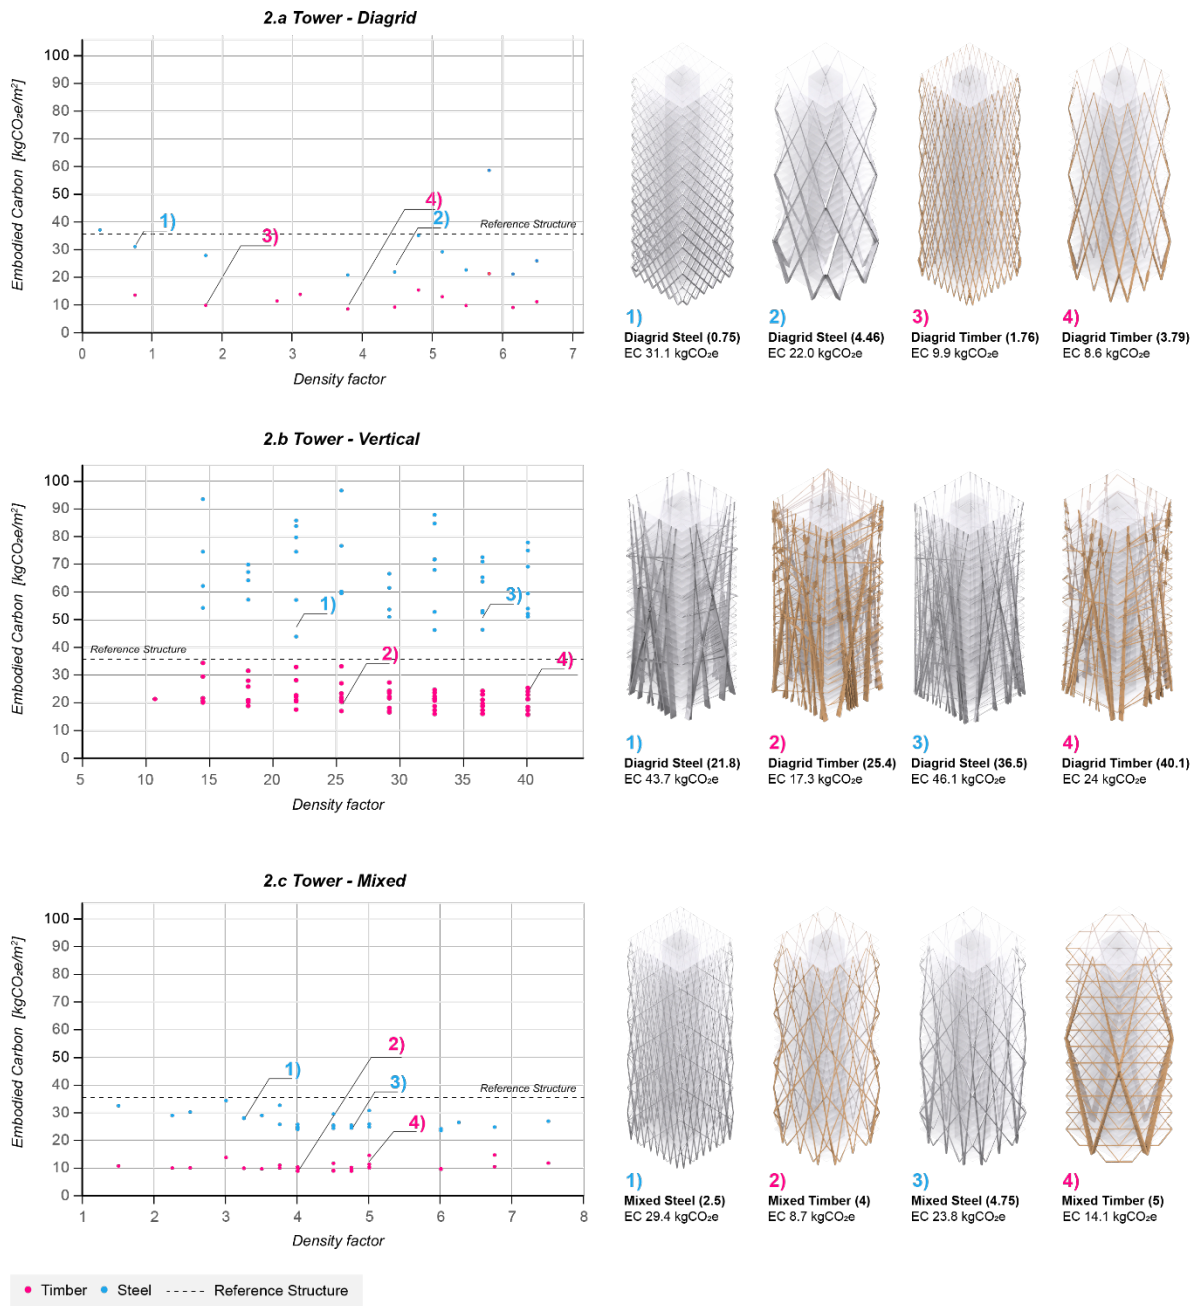 2.a Tower - Diagrid
Embodied Carbon [kgCO₂e/m²]
100
90
80
70
60
50
40
30
20
10
0
0 1 2 3 4 5 6 7
Density factor
Reference Structure
1)
3)
4)
2)
1)
Diagrid Steel (0.75)
EC 31.1 kgCO₂e
2)
Diagrid Steel (4.46)
EC 22.0 kgCO₂e
3)
Diagrid Timber (1.76)
EC 9.9 kgCO₂e
4)
Diagrid Timber (3.79)
EC 8.6 kgCO₂e
2.b Tower - Vertical
Embodied Carbon [kgCO₂e/m²]
100
90
80
70
60
50
40
30
20
10
0
5 10 15 20 25 30 35 40
Density factor
Reference Structure
1)
2)
3)
4)
1)
Diagrid Steel (21.8)
EC 43.7 kgCO₂e
2)
Diagrid Timber (25.4)
EC 17.3 kgCO₂e
3)
Diagrid Steel (36.5)
EC 46.1 kgCO₂e
4)
Diagrid Timber (40.1)
EC 24 kgCO₂e
2.c Tower - Mixed
Embodied Carbon [kgCO₂e/m²]
100
90
80
70
60
50
40
30
20
10
0
1 2 3 4 5 6 7 8
Density factor
Reference Structure
1)
2)
3)
4)
1)
Mixed Steel (2.5)
EC 29.4 kgCO₂e
2)
Mixed Timber (4)
EC 8.7 kgCO₂e
3)
Mixed Steel (4.75)
EC 23.8 kgCO₂e
4)
Mixed Timber (5)
EC 14.1 kgCO₂e
Timber Steel Reference Structure